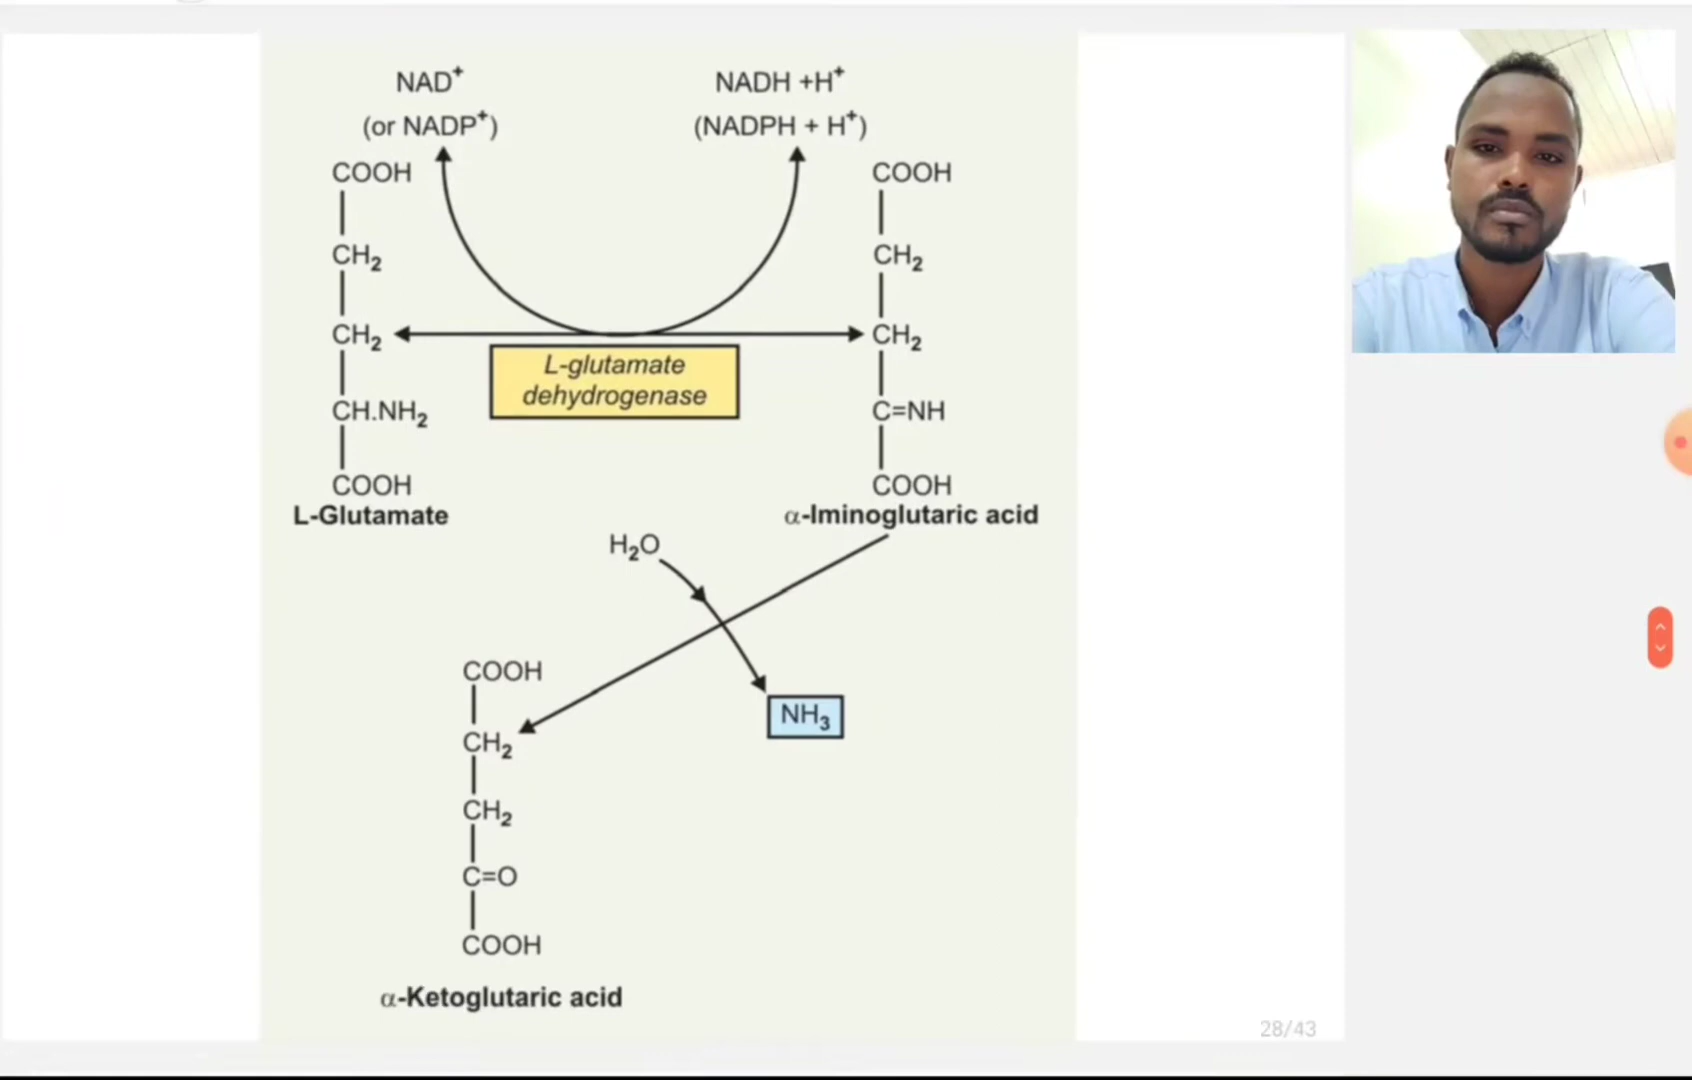 NAD⁺
(or NADP⁺)
NADH +H⁺
(NADPH + H⁺)
COOH
CH₂
CH₂
CH.NH₂
COOH
L-Glutamate
L-glutamate
dehydrogenase
COOH
CH₂
CH₂
C=NH
COOH
α-Iminoglutaric acid
H₂O
NH₃
COOH
CH₂
CH₂
C=O
COOH
α-Ketoglutaric acid
28/43